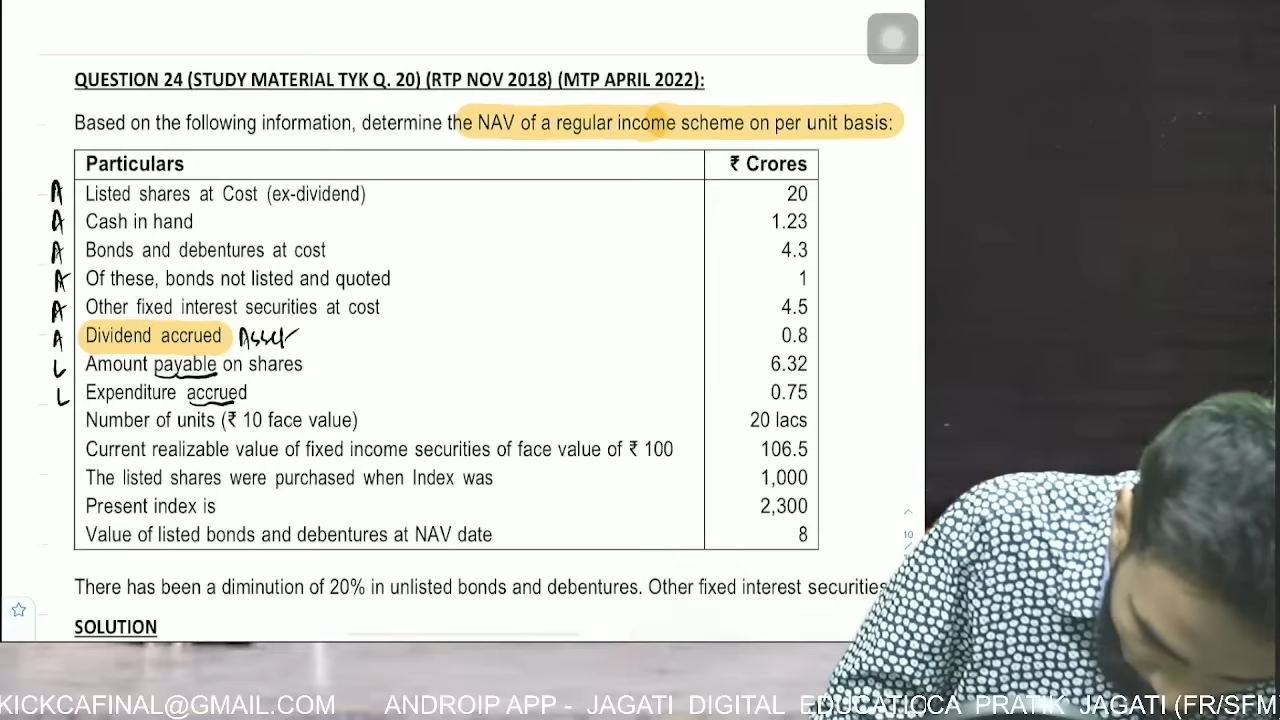 QUESTION 24 (STUDY MATERIAL TYK Q. 20) (RTP NOV 2018) (MTP APRIL 2022):
Based on the following information, determine the NAV of a regular income scheme on per unit basis:
Particulars ₹ Crores
A Listed shares at Cost (ex-dividend) 20
A Cash in hand 1.23
A Bonds and debentures at cost 4.3
A Of these, bonds not listed and quoted 1
A Other fixed interest securities at cost 4.5
A Dividend accrued Asset 0.8
L Amount payable on shares 6.32
L Expenditure accrued 0.75
Number of units (₹ 10 face value) 20 lacs
Current realizable value of fixed income securities of face value of ₹ 100 106.5
The listed shares were purchased when Index was 1,000
Present index is 2,300
Value of listed bonds and debentures at NAV date 8
10
There has been a diminution of 20% in unlisted bonds and debentures. Other fixed interest securities
SOLUTION
KICKCAFINAL@GMAIL.COM ANDROIP APP - JAGATI DIGITAL EDUCATICCA PRATIK JAGATI (FR/SFM